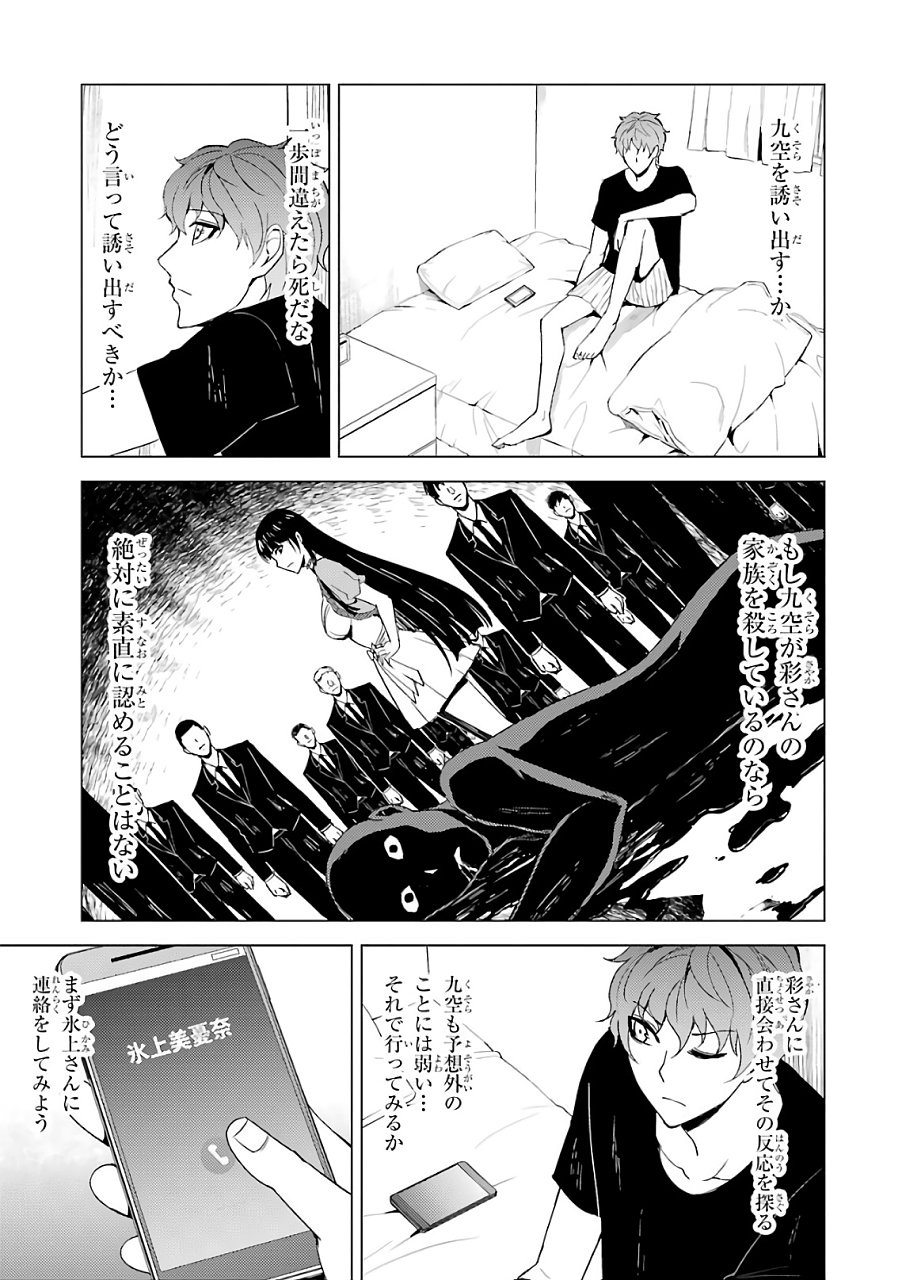 九空を誘い出す…か
一歩間違えたら死だな
どう言って誘い出すべきか…
もし九空が彩さんの
家族を殺しているのなら
絶対に素直に認めることはない
彩さんに
直接会わせてその反応を探る
九空も予想外の
ことには弱い…
それで行ってみるか
まず氷上さんに
連絡をしてみよう
氷上美憂奈